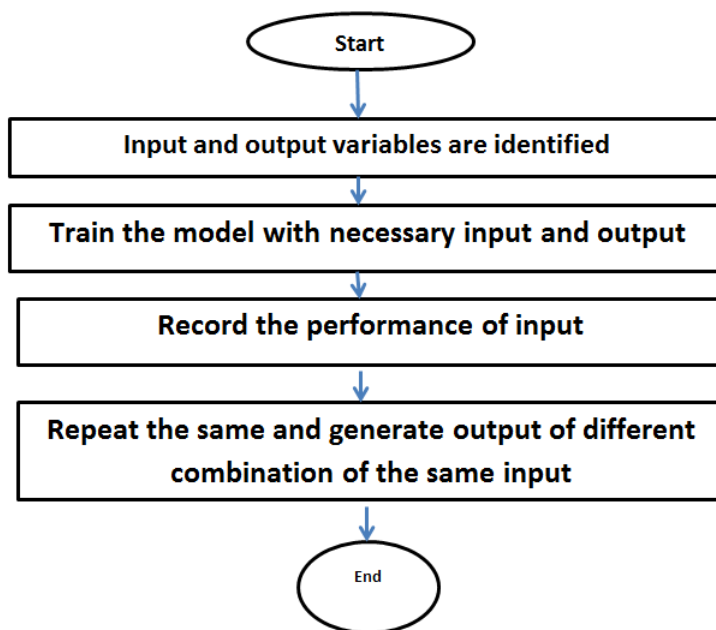 Start
Input and output variables are identified
Train the model with necessary input and output
Record the performance of input
Repeat the same and generate output of different
combination of the same input
End